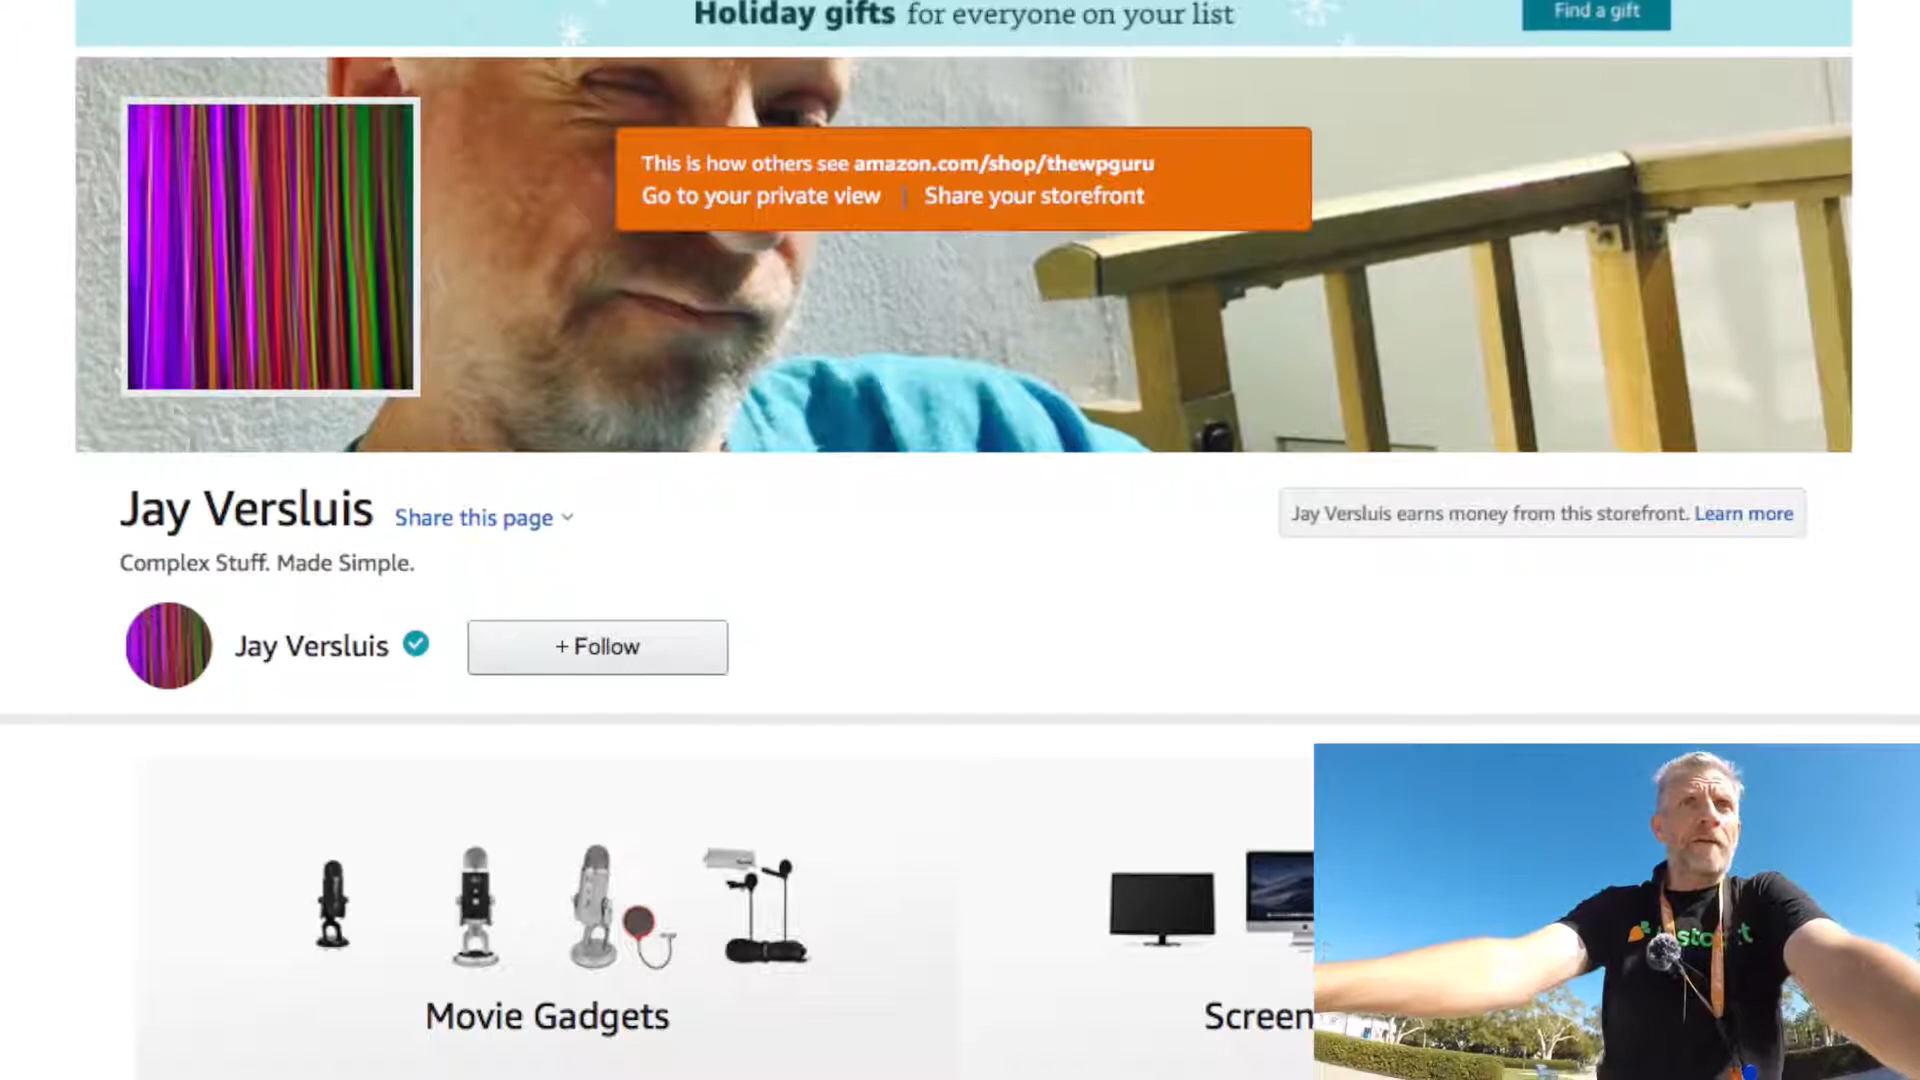 Holiday gifts for everyone on your list
Find a gift
This is how others see amazon.com/shop/thewpguru
Go to your private view | Share your storefront
Jay Versluis Share this page
Jay Versluis earns money from this storefront. Learn more
Complex Stuff. Made Simple.
Jay Versluis
+ Follow
Movie Gadgets
Screen